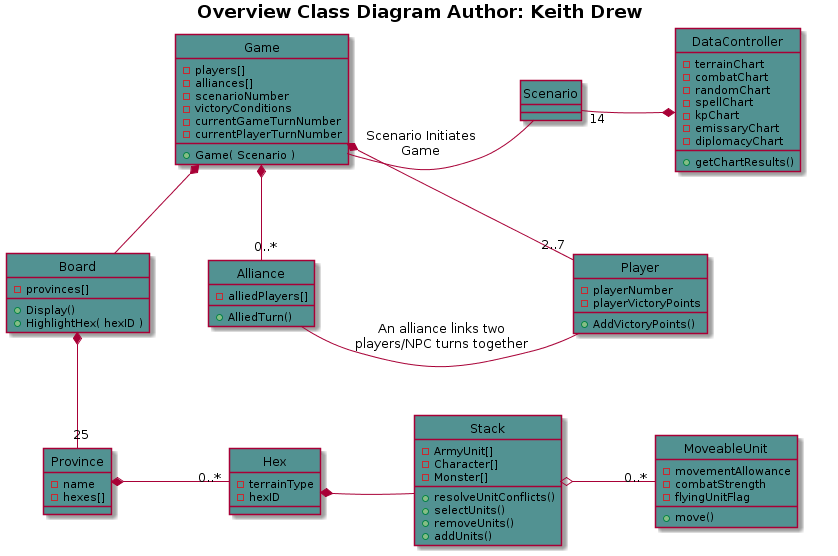 Overview Class Diagram Author: Keith Drew
Game
players[]
alliances[]
scenarioNumber
victoryConditions
currentGameTurnNumber
currentPlayerTurnNumber
Game( Scenario )
Scenario
14
DataController
terrainChart
combatChart
randomChart
spellChart
kpChart
emissaryChart
diplomacyChart
getChartResults()
Scenario Initiates
Game
0..*
2..7
Board
provinces[]
Display()
HighlightHex( hexID )
Alliance
alliedPlayers[]
AlliedTurn()
Player
playerNumber
playerVictoryPoints
AddVictoryPoints()
An alliance links two
players/NPC turns together
25
Province
name
hexes[]
0..*
Hex
terrainType
hexID
Stack
ArmyUnit[]
Character[]
Monster[]
resolveUnitConflicts()
selectUnits()
removeUnits()
addUnits()
0..*
MoveableUnit
movementAllowance
combatStrength
flyingUnitFlag
move()